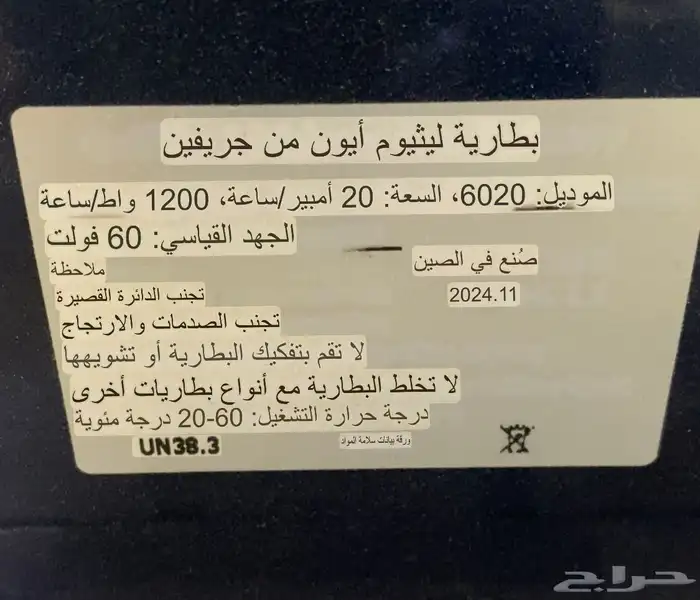 بطارية ليثيوم أيون من جريفين
الموديل: 6020، السعة: 20 أمبير/ساعة، 1200 واط/ساعة
الجهد القياسي: 60 فولت
صُنع في الصين
ملاحظة
2024.11
تجنب الدائرة القصيرة
تجنب الصدمات والارتجاج
لا تقم بتفكيك البطارية أو تشويهها
لا تخلط البطارية مع أنواع بطاريات أخرى
درجة حرارة التشغيل: 60-20 درجة مئوية
UN38.3
ورقة بيانات سلامة المواد
حراج